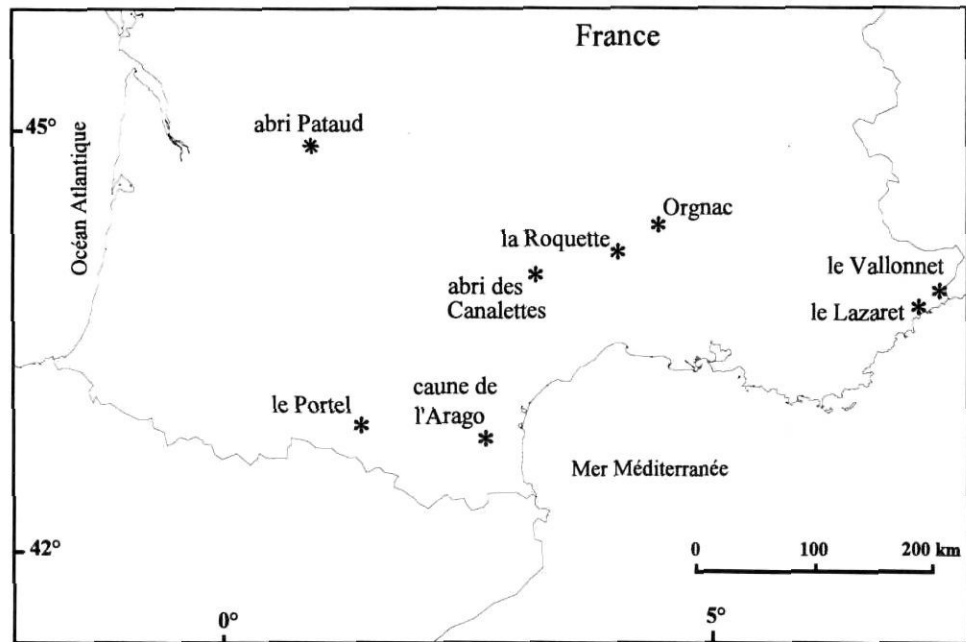 France
45°
Océan Atlantique
abri Pataud
Orgnac
la Roquette
le Vallonnet
abri des
Canalettes
le Lazaret
caune de
l'Arago
le Portel
Mer Méditerranée
42°
0 100 200 km
0° 5°